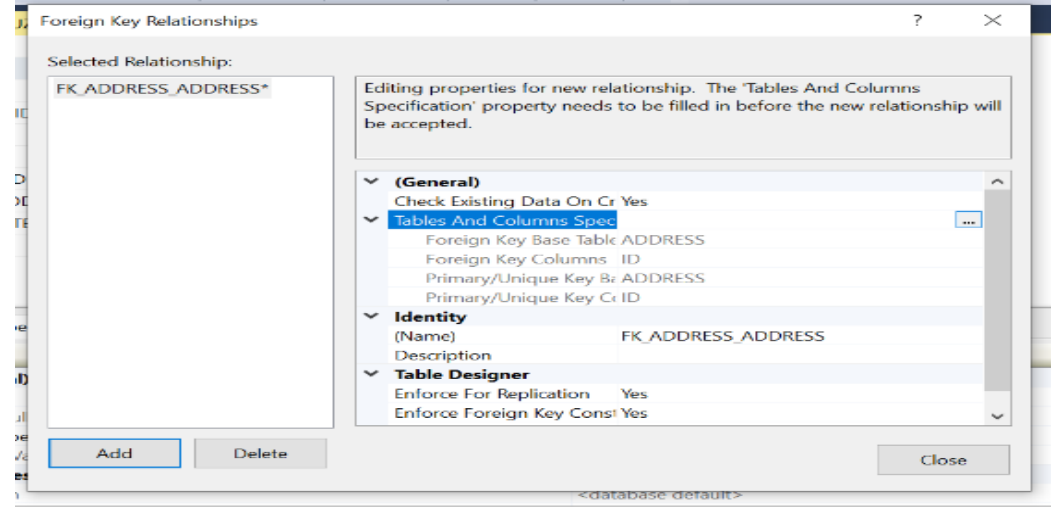 Foreign Key Relationships
?
Selected Relationship:
FK_ADDRESS_ADDRESS*
Editing properties for new relationship. The 'Tables And Columns
Specification' property needs to be filled in before the new relationship will
be accepted.
(General)
Check Existing Data On Cr Yes
Tables And Columns Spec ...
Foreign Key Base Table ADDRESS
Foreign Key Columns ID
Primary/Unique Key Ba ADDRESS
Primary/Unique Key Co ID
Identity
(Name) FK_ADDRESS_ADDRESS
Description
Table Designer
Enforce For Replication Yes
Enforce Foreign Key Const Yes
Add
Delete
Close
<database default>